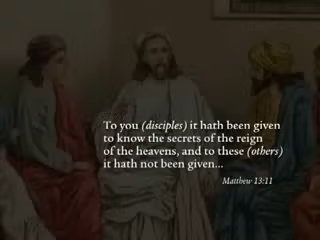 To you (disciples) it hath been given
to know the secrets of the reign
of the heavens, and to these (others)
it hath not been given...
Matthew 13:11